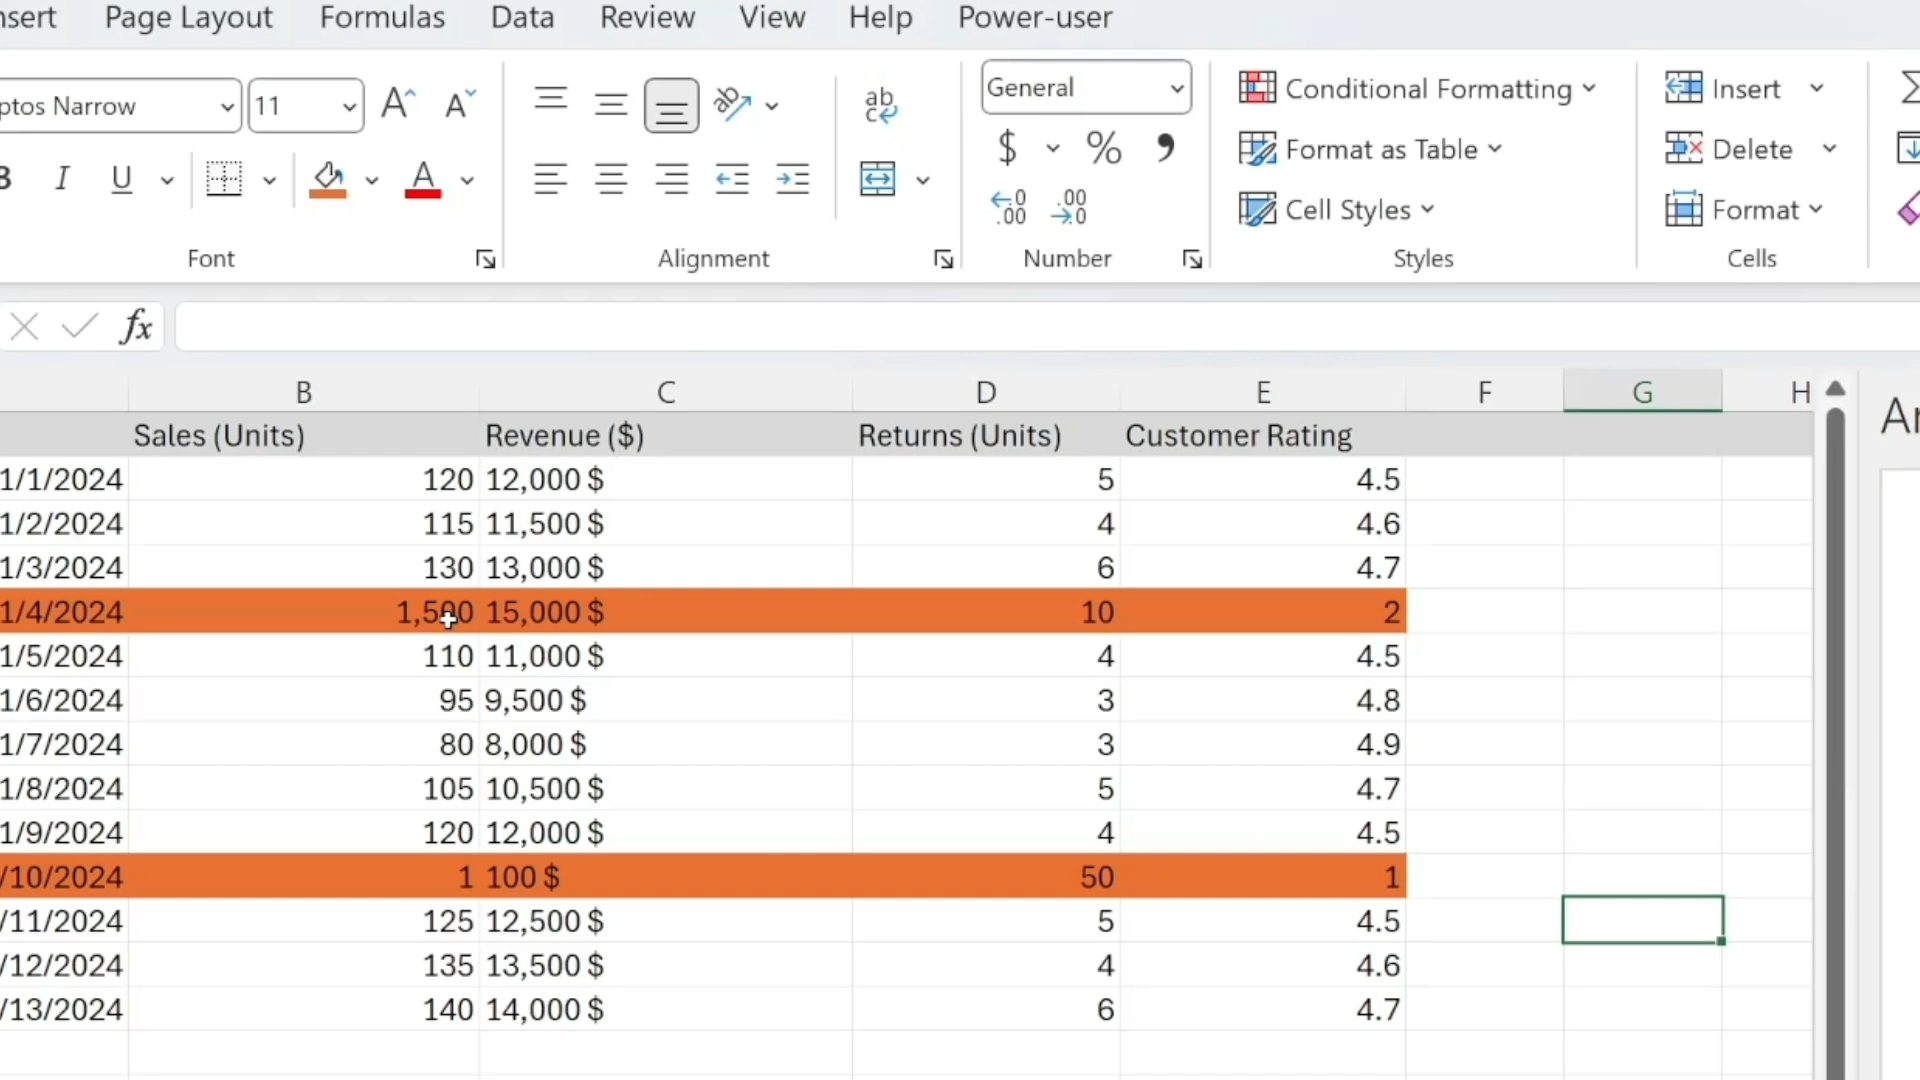 nsert Page Layout Formulas Data Review View Help Power-user
ptos Narrow 11 A A ab General Conditional Formatting Insert
$ % , Format as Table Delete
B I U A Cell Styles Format
Font Alignment Number Styles Cells
fx
B C D E F G H
Sales (Units) Revenue ($) Returns (Units) Customer Rating
1/1/2024 120 12,000 $ 5 4.5
1/2/2024 115 11,500 $ 4 4.6
1/3/2024 130 13,000 $ 6 4.7
1/4/2024 1,500 15,000 $ 10 2
1/5/2024 110 11,000 $ 4 4.5
1/6/2024 95 9,500 $ 3 4.8
1/7/2024 80 8,000 $ 3 4.9
1/8/2024 105 10,500 $ 5 4.7
1/9/2024 120 12,000 $ 4 4.5
/10/2024 1 100 $ 50 1
/11/2024 125 12,500 $ 5 4.5
/12/2024 135 13,500 $ 4 4.6
/13/2024 140 14,000 $ 6 4.7